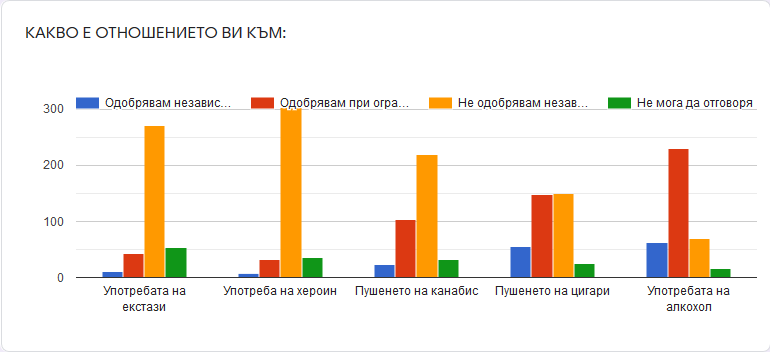 КАКВО Е ОТНОШЕНИЕТО ВИ КЪМ:
Одобрявам независ... Одобрявам при огра... Не одобрявам незав... Не мога да отговоря
300
200
100
0
Употребата на екстази
Употреба на хероин
Пушенето на канабис
Пушенето на цигари
Употребата на алкохол